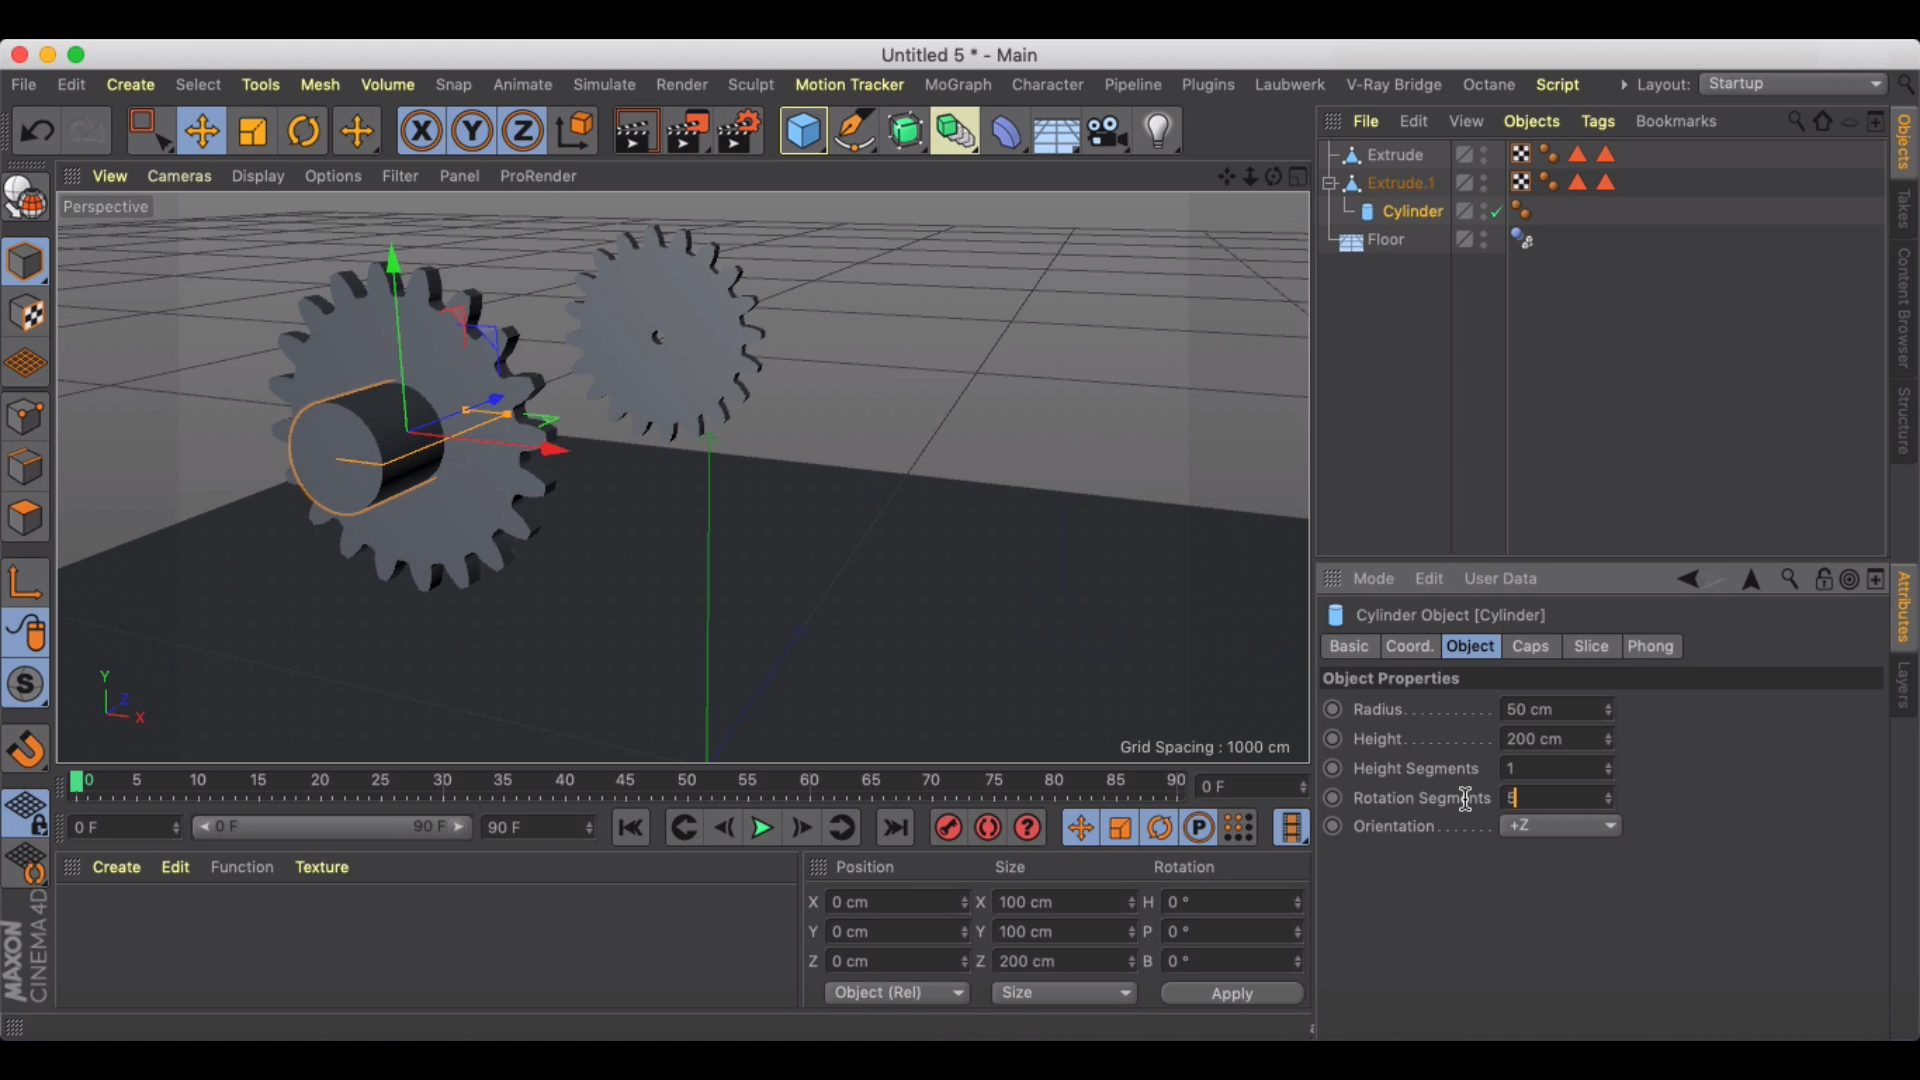 Untitled 5 * - Main
File Edit Create Select Tools Mesh Volume Snap Animate Simulate Render Sculpt Motion Tracker MoGraph Character Pipeline Plugins Laubwerk V-Ray Bridge Octane Script Layout: Startup
X Y Z
View Cameras Display Options Filter Panel ProRender
Perspective
Y
Z
X
Grid Spacing : 1000 cm
S
0 5 10 15 20 25 30 35 40 45 50 55 60 65 70 75 80 85 90 0 F
0 F 0 F 90 F 90 F ? P
Create Edit Function Texture
Position Size Rotation
X 0 cm X 100 cm H 0 °
Y 0 cm Y 100 cm P 0 °
Z 0 cm Z 200 cm B 0 °
Object (Rel) Size Apply
MAXON
CINEMA 4D
File Edit View Objects Tags Bookmarks
Extrude
Extrude.1
Cylinder
Floor
Objects
Takes
Content Browser
Structure
Mode Edit User Data
Cylinder Object [Cylinder]
Basic Coord. Object Caps Slice Phong
Object Properties
Radius........... 50 cm
Height........... 200 cm
Height Segments 1
Rotation Segments 5
Orientation....... +Z
Attributes
Layers